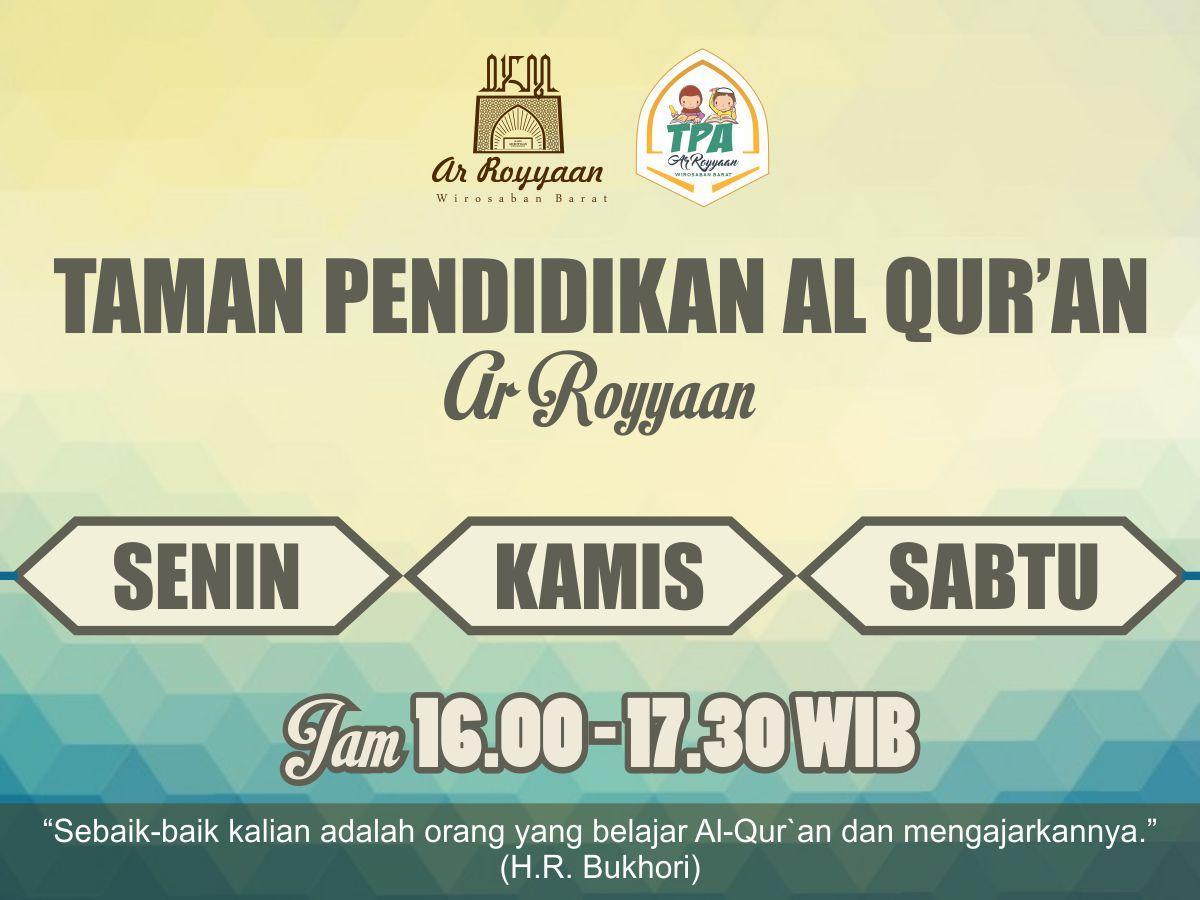 Ar Royyaan
Wirosaban Barat
TPA
Ar Royyaan
WIROSABAN BARAT
TAMAN PENDIDIKAN AL QUR’AN
Ar Royyaan
SENIN
KAMIS
SABTU
Jam 16.00 - 17.30 WIB
“Sebaik-baik kalian adalah orang yang belajar Al-Qur`an dan mengajarkannya.”
(H.R. Bukhori)